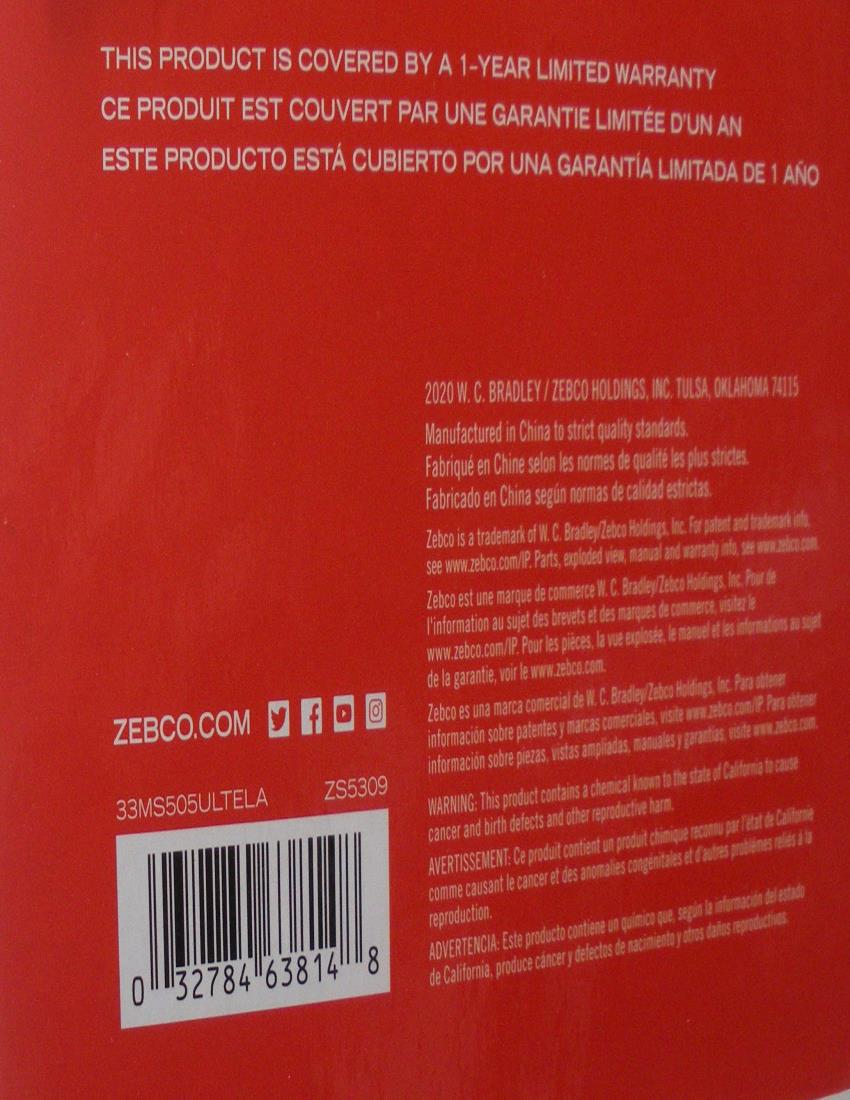 THIS PRODUCT IS COVERED BY A 1-YEAR LIMITED WARRANTY
CE PRODUIT EST COUVERT PAR UNE GARANTIE LIMITÉE D'UN AN
ESTE PRODUCTO ESTÁ CUBIERTO POR UNA GARANTÍA LIMITADA DE 1 AÑO
2020 W. C. BRADLEY / ZEBCO HOLDINGS, INC. TULSA, OKLAHOMA 74115
Manufactured in China to strict quality standards.
Fabriqué en Chine selon les normes de qualité les plus strictes.
Fabricado en China según normas de calidad estrictas.
Zebco is a trademark of W. C. Bradley/Zebco Holdings, Inc. For patent and trademark info,
see www.zebco.com/IP. Parts, exploded view, manual and warranty info, see www.zebco.com.
Zebco est une marque de commerce W. C. Bradley/Zebco Holdings, Inc. Pour de
l'information au sujet des brevets et des marques de commerce, visitez le
www.zebco.com/IP. Pour les pièces, la vue explosée, le manuel et les informations au sujet
de la garantie, voir le www.zebco.com.
Zebco es una marca comercial de W. C. Bradley/Zebco Holdings, Inc. Para obtener
información sobre patentes y marcas comerciales, visite www.zebco.com/IP. Para obtener
información sobre piezas, vistas ampliadas, manuales y garantías, visite www.zebco.com.
WARNING: This product contains a chemical known to the state of California to cause
cancer and birth defects and other reproductive harm.
AVERTISSEMENT: Ce produit contient un produit chimique reconnu par l'état de Californie
comme causant le cancer et des anomalies congénitales et d'autres problèmes reliés à la
reproduction.
ADVERTENCIA: Este producto contiene un químico que, según la información del estado
de California, produce cáncer y defectos de nacimiento y otros daños reproductivos.
ZEBCO.COM
33MS505ULTELA ZS5309
0 32784 63814 8